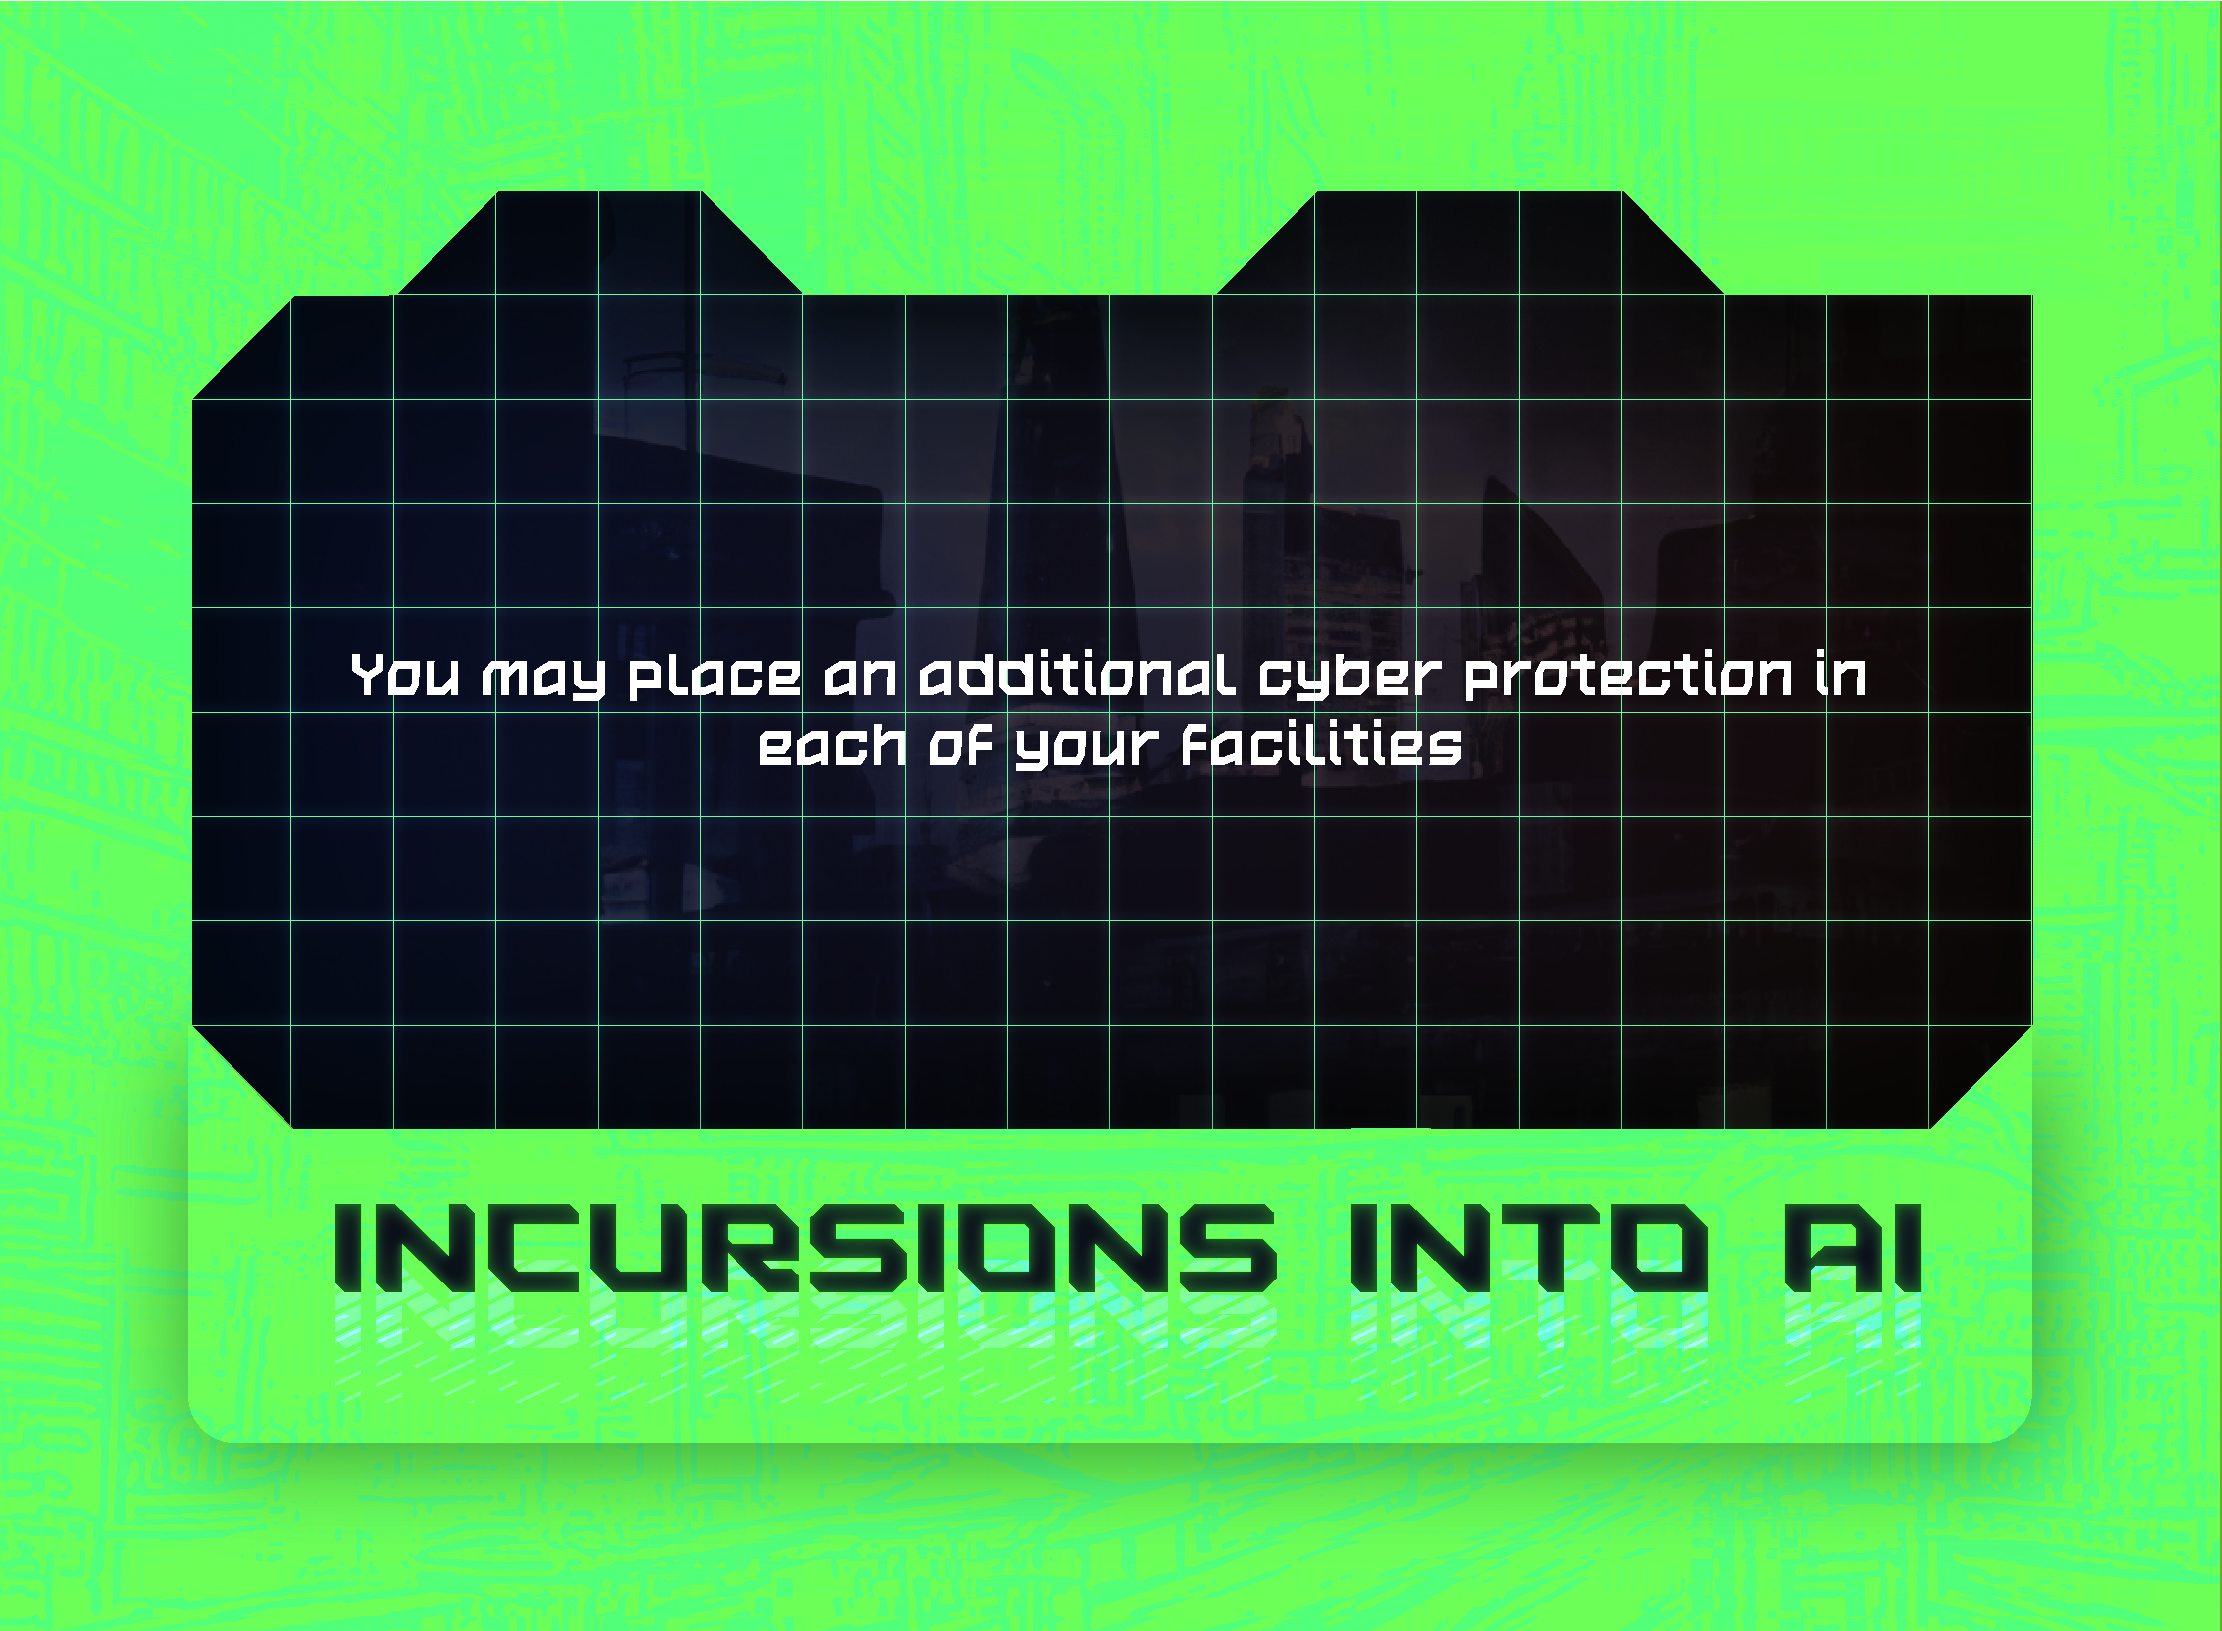 You may place an additional cyber protection in
each of your facilities
INCURSIONS INTO AI